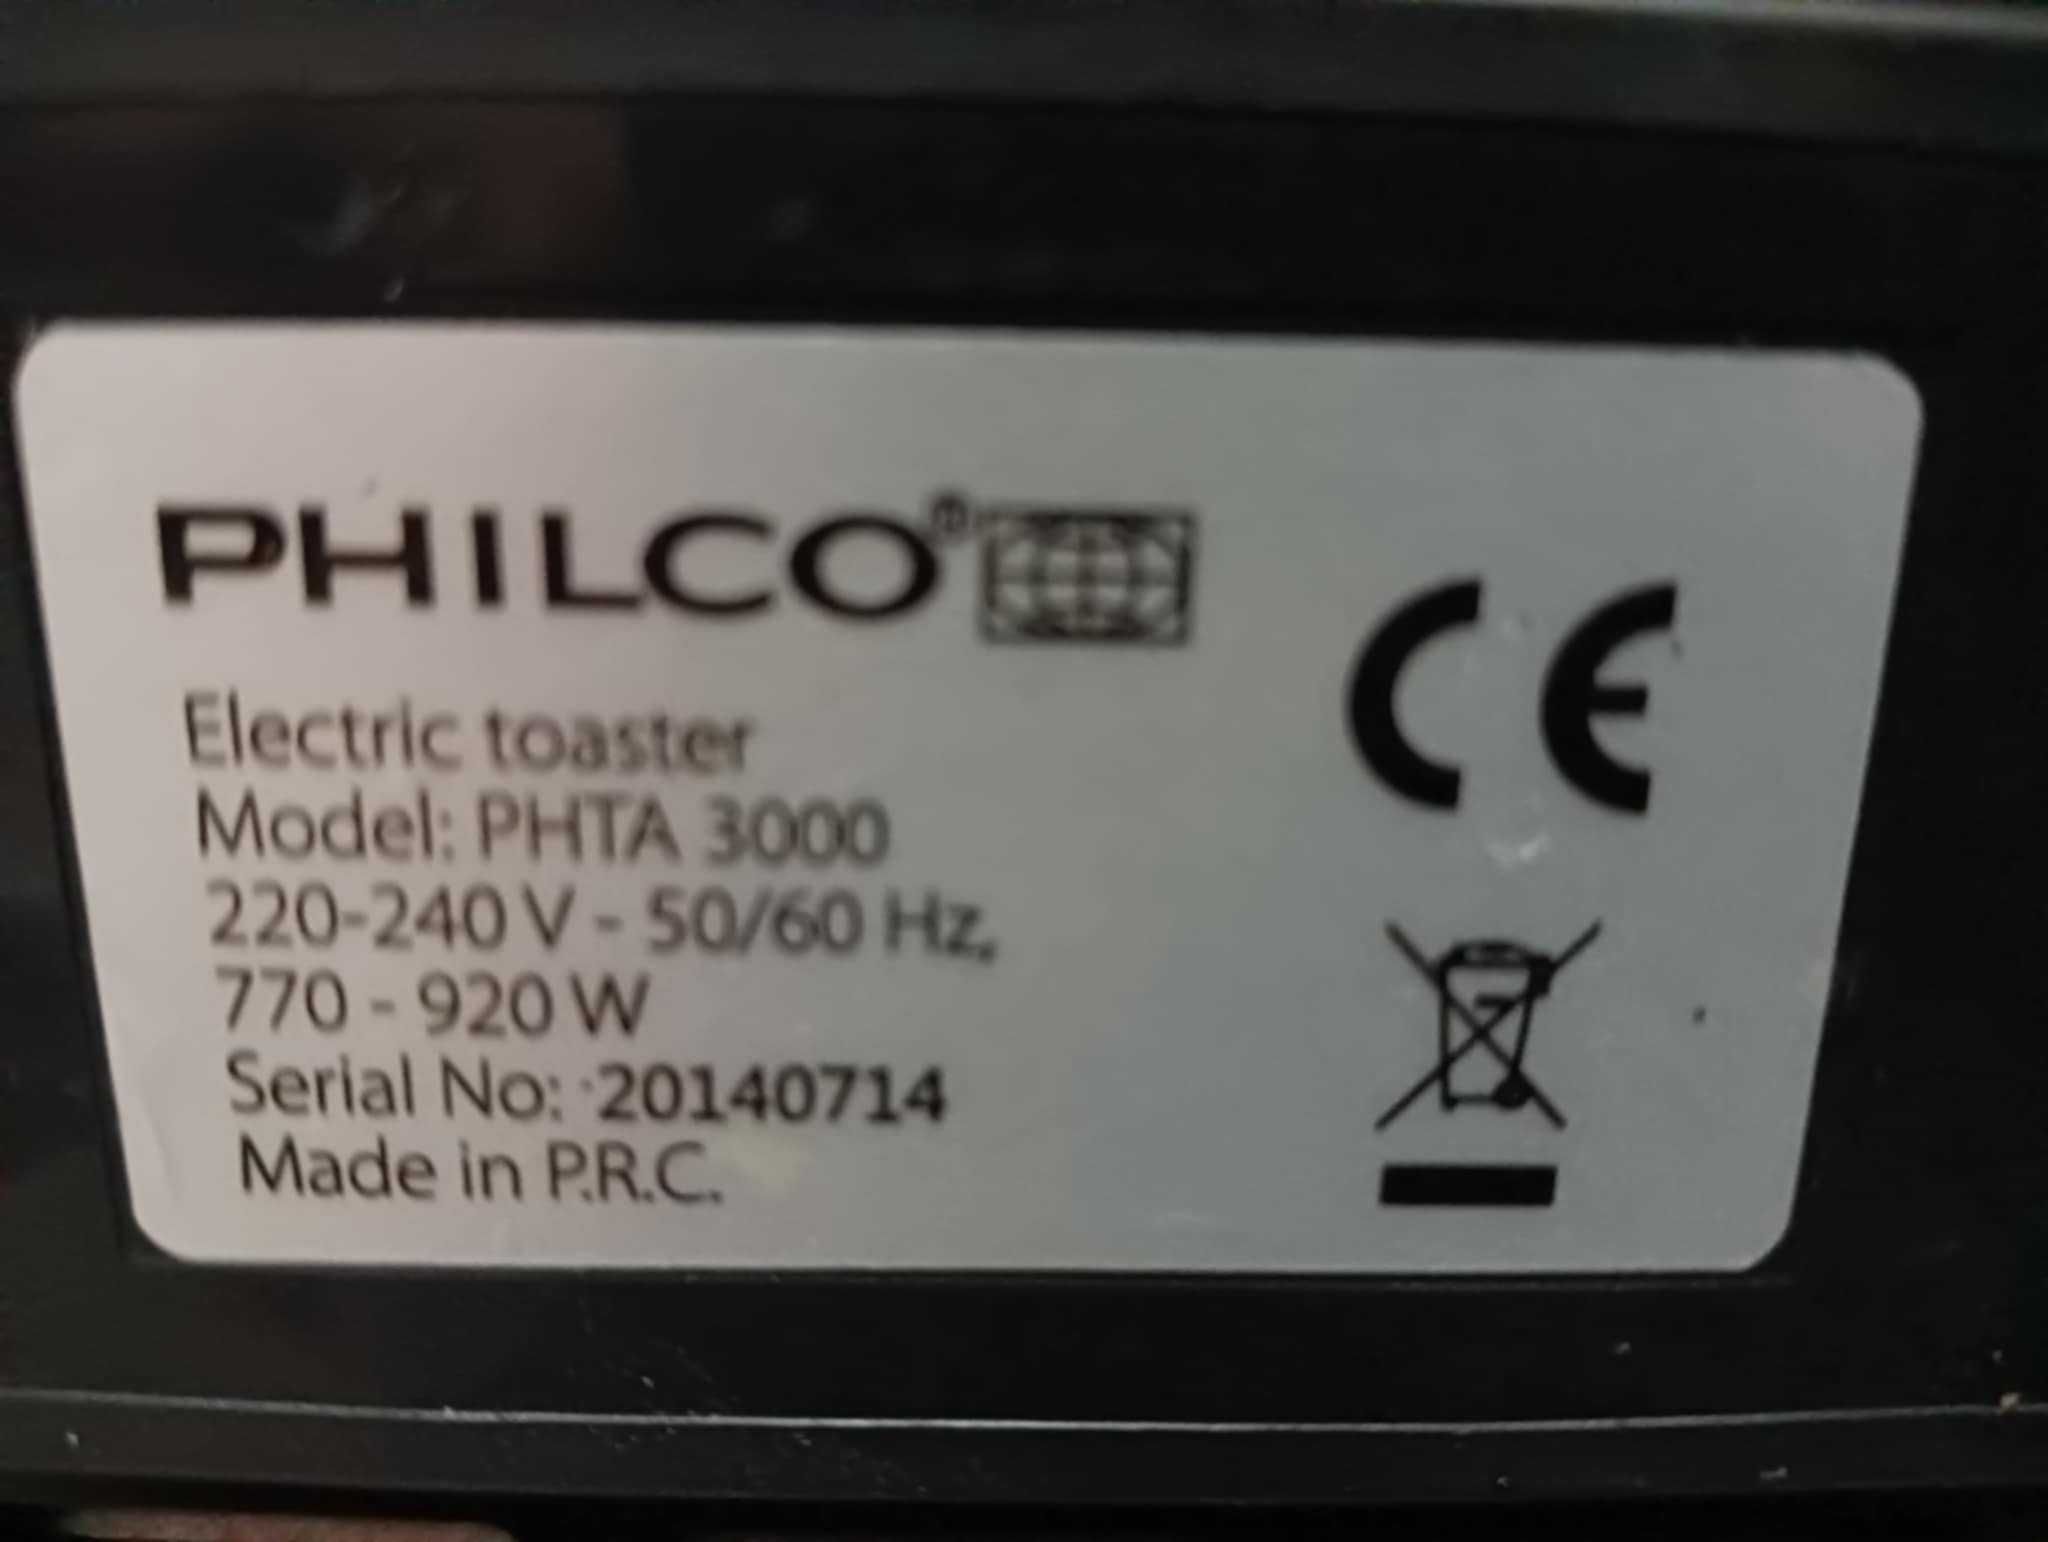 PHILCO®
CE
Electric toaster
Model: PHTA 3000
220-240 V - 50/60 Hz,
770 - 920 W
Serial No: 20140714
Made in P.R.C.